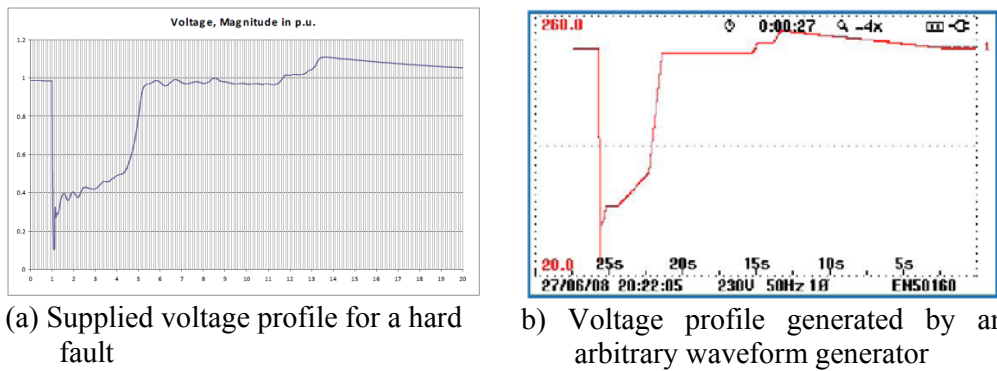 Voltage, Magnitude in p.u.
1.2
1
0.8
0.6
0.4
0.2
0
0 1 2 3 4 5 6 7 8 9 10 11 12 13 14 15 16 17 18 19 20
(a) Supplied voltage profile for a hard
fault
260.0 0:00:27 -4x
1
20.0 25s 20s 15s 10s 5s
27/06/08 20:22:05 230V 50Hz 1Ø EN50160
b) Voltage profile generated by an
arbitrary waveform generator